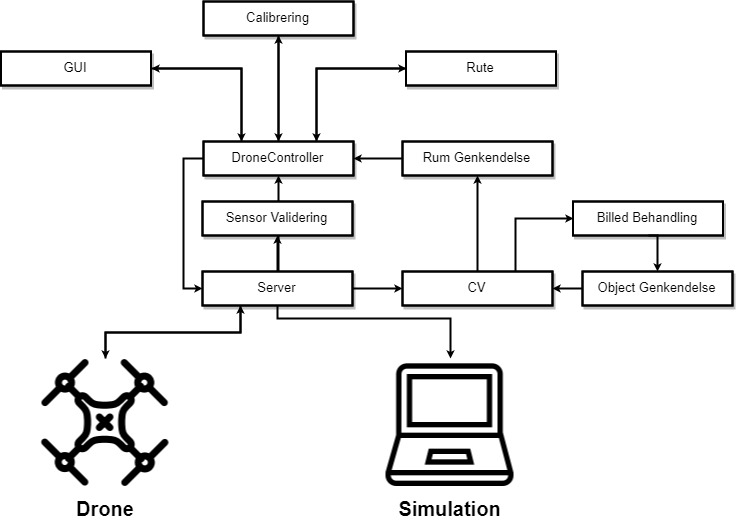 Calibrering
GUI
Rute
DroneController
Rum Genkendelse
Sensor Validering
Billed Behandling
Server
CV
Object Genkendelse
Drone
Simulation